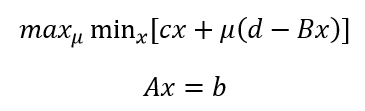 max_μ min_x[cx + μ(d − Bx)]
Ax = b